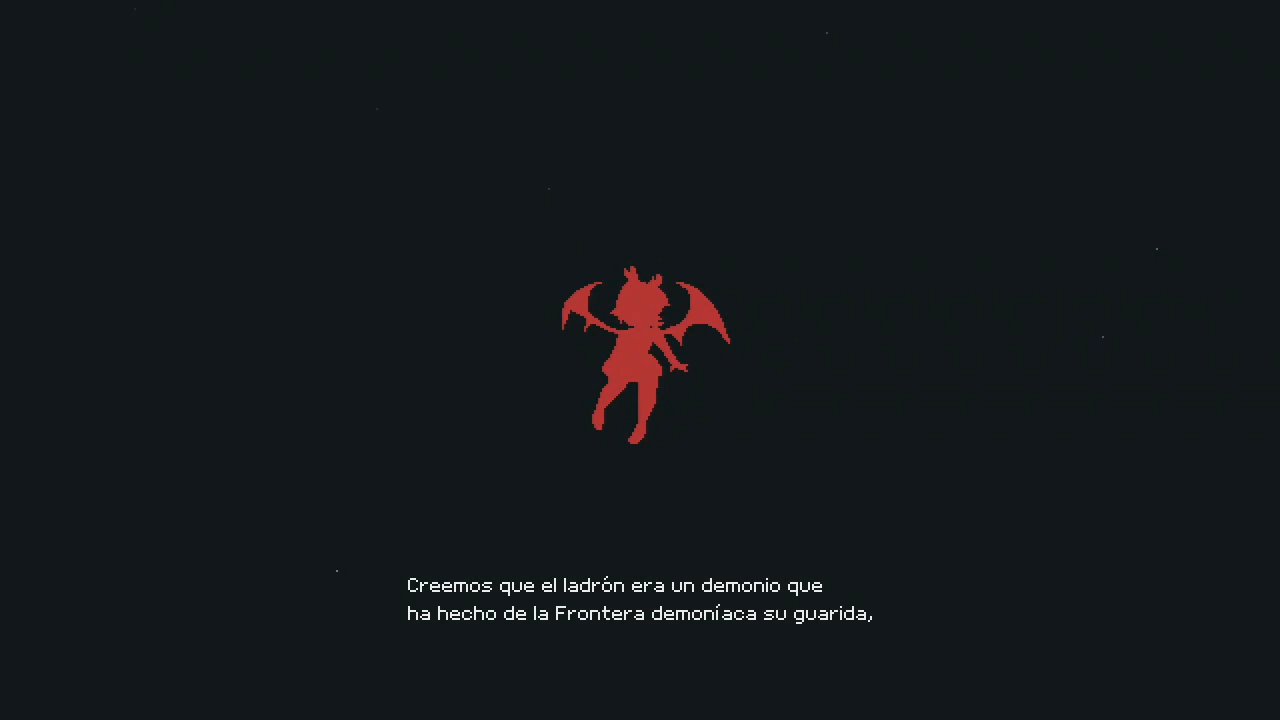 Creemos que el ladrón era un demonio que
ha hecho de la Frontera demoníaca su guarida,